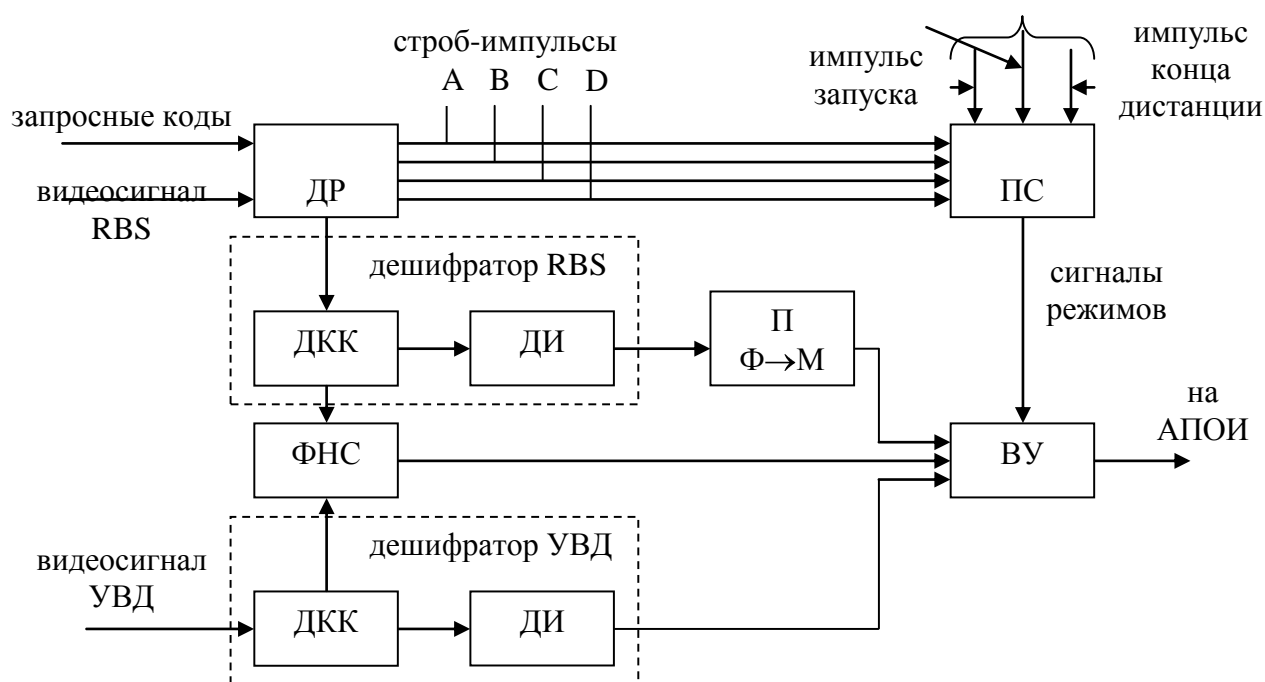 строб-импульсы
A B C D
импульс
запуска
импульс
конца
дистанции
запросные коды
видеосигнал
RBS
ДР
ПС
дешифратор RBS
сигналы
режимов
ДКК
ДИ
П
Ф→М
ФНС
ВУ
на
АПОИ
дешифратор УВД
видеосигнал
УВД
ДКК
ДИ